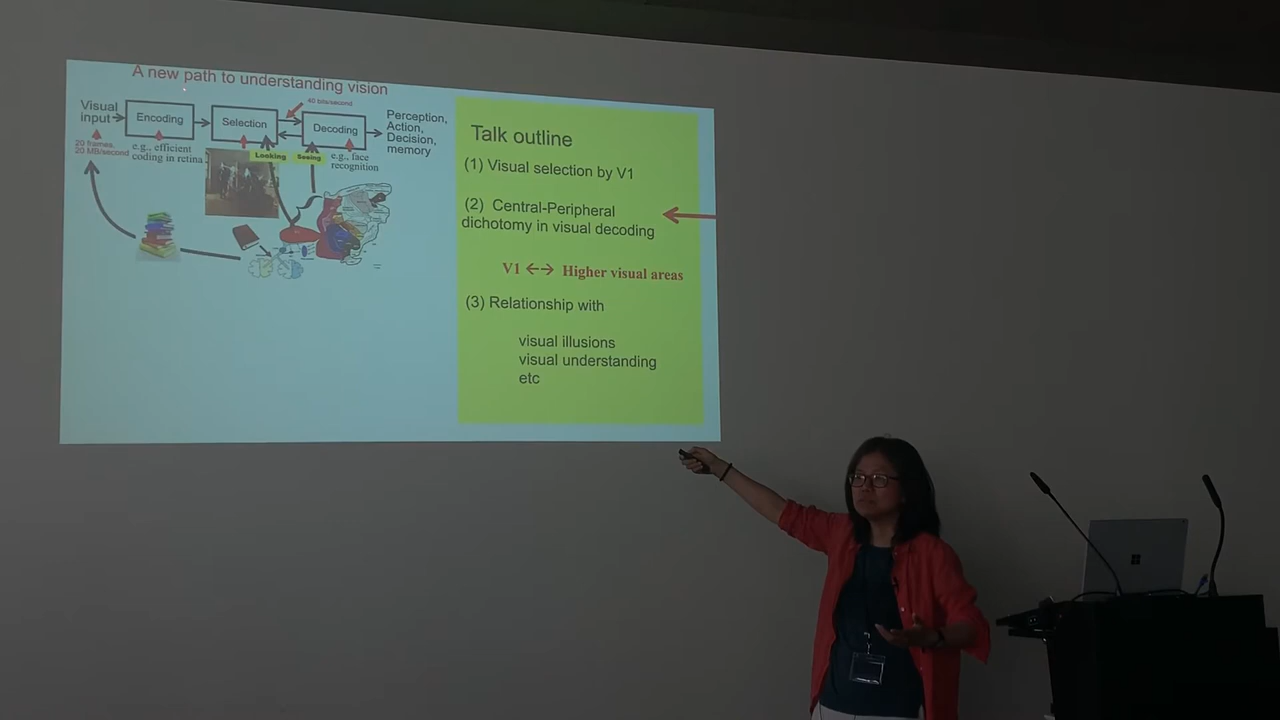 A new path to understanding vision
40 bits/second
Visual
input
Encoding
Selection
Decoding
Perception,
Action,
Decision,
memory
20 frames,
20 MB/second
e.g., efficient
coding in retina
Looking
Seeing
e.g., face
recognition
Talk outline
(1) Visual selection by V1
(2) Central-Peripheral
dichotomy in visual decoding
V1 ←→ Higher visual areas
(3) Relationship with
visual illusions
visual understanding
etc